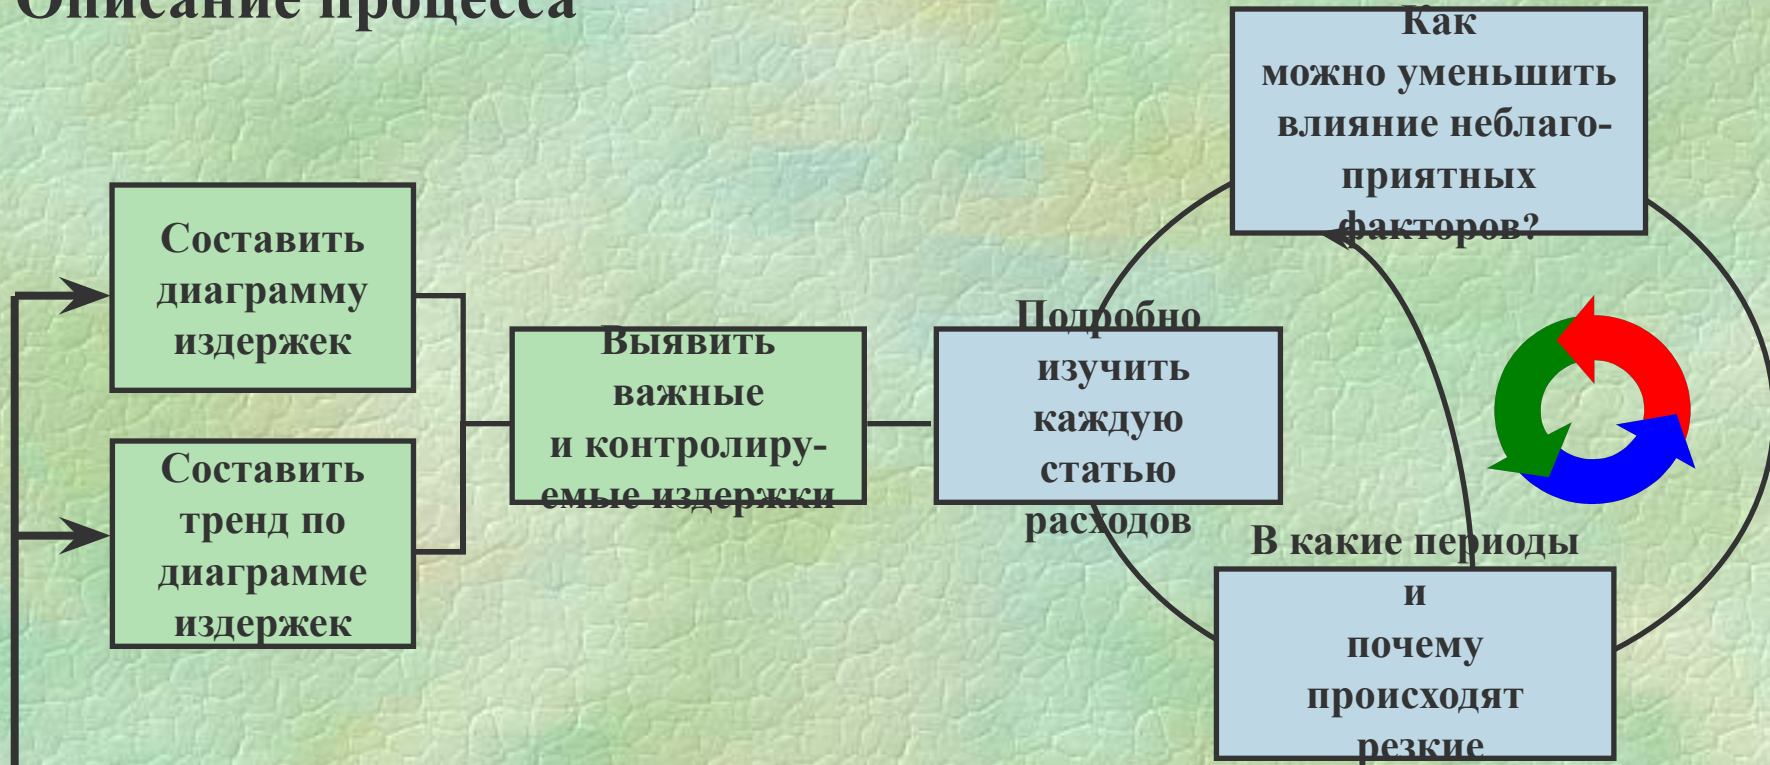 Описание процесса
Как
можно уменьшить
влияние неблаго-
приятных
факторов?
Составить
диаграмму
издержек
Составить
тренд по
диаграмме
издержек
Выявить
важные
и контролиру-
емые издержки
Подробно
изучить
каждую
статью
расходов
В какие периоды
и
почему
происходят
резкие